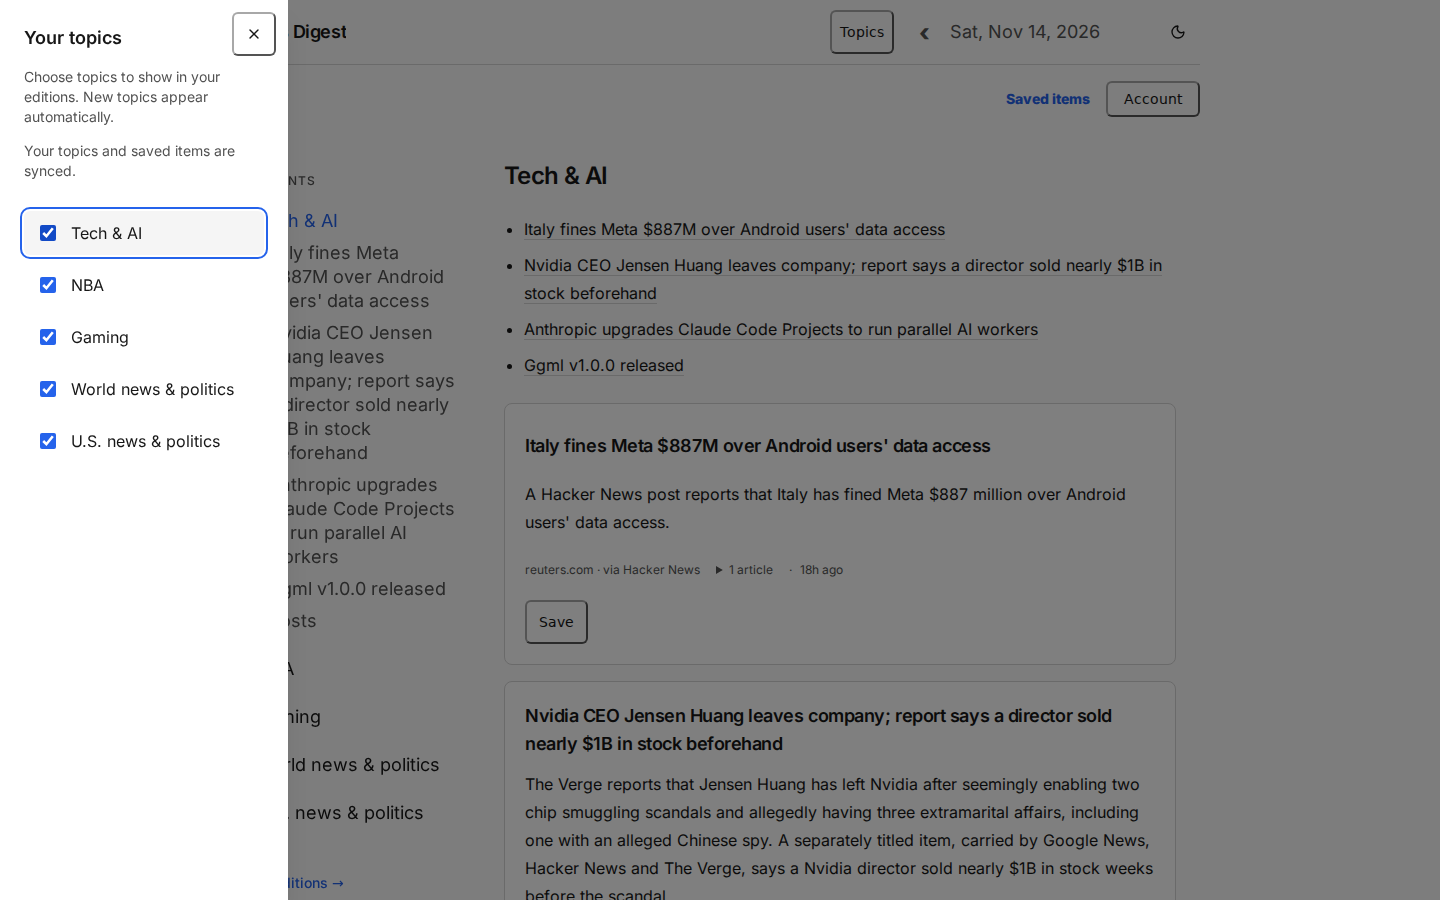 Your topics
×
Choose topics to show in your
editions. New topics appear
automatically.
Your topics and saved items are
synced.
Tech & AI
NBA
Gaming
World news & politics
U.S. news & politics
Digest
Topics
‹
Sat, Nov 14, 2026
Saved items
Account
NTS
h & AI
ly fines Meta
87M over Android
ers' data access
vidia CEO Jensen
uang leaves
mpany; report says
director sold nearly
B in stock
forehand
nthropic upgrades
aude Code Projects
run parallel AI
orkers
gml v1.0.0 released
osts
A
ning
rld news & politics
. news & politics
litions →
Tech & AI
• Italy fines Meta $887M over Android users' data access
• Nvidia CEO Jensen Huang leaves company; report says a director sold nearly $1B in
stock beforehand
• Anthropic upgrades Claude Code Projects to run parallel AI workers
• Ggml v1.0.0 released
Italy fines Meta $887M over Android users' data access
A Hacker News post reports that Italy has fined Meta $887 million over Android
users' data access.
reuters.com · via Hacker News ▶ 1 article · 18h ago
Save
Nvidia CEO Jensen Huang leaves company; report says a director sold
nearly $1B in stock beforehand
The Verge reports that Jensen Huang has left Nvidia after seemingly enabling two
chip smuggling scandals and allegedly having three extramarital affairs, including
one with an alleged Chinese spy. A separately titled item, carried by Google News,
Hacker News and The Verge, says a Nvidia director sold nearly $1B in stock weeks
before the scandal.